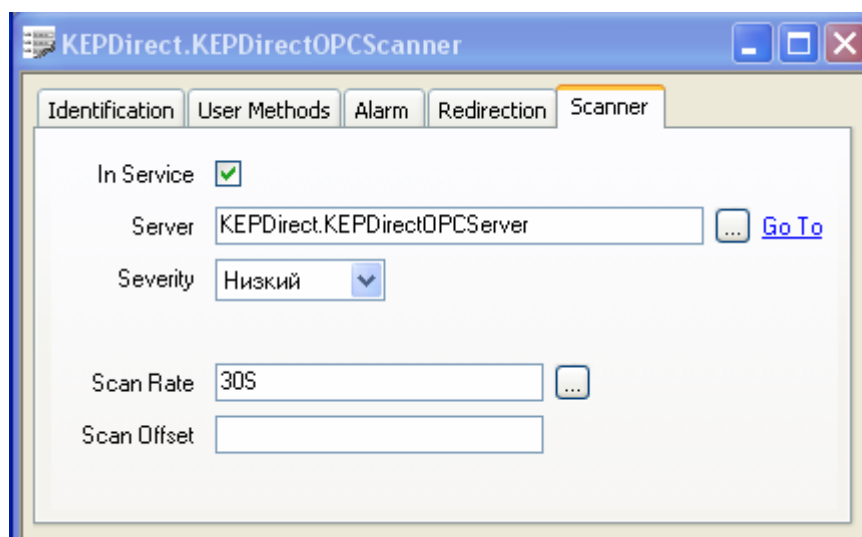 KEPDirect.KEPDirectOPCScanner
Identification User Methods Alarm Redirection Scanner
In Service
Server KEPDirect.KEPDirectOPCServer ... Go To
Severity Низкий
Scan Rate 30S ...
Scan Offset